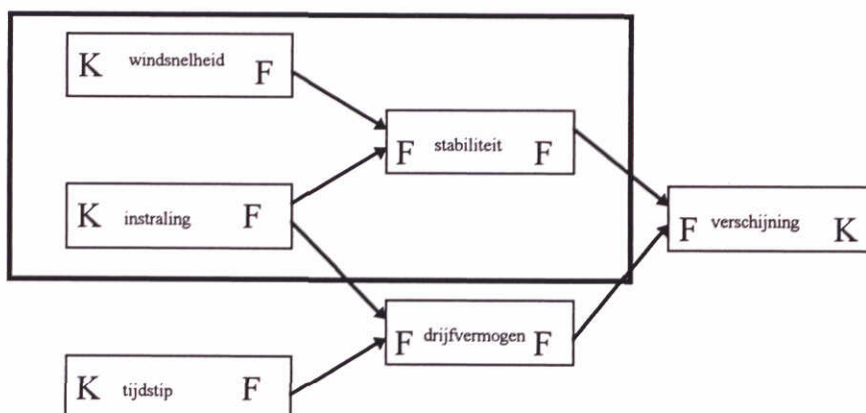 K windsnelheid F
F stabiliteit F
K instraling F
F verschijning K
F drijfvermogen F
K tijdstip F